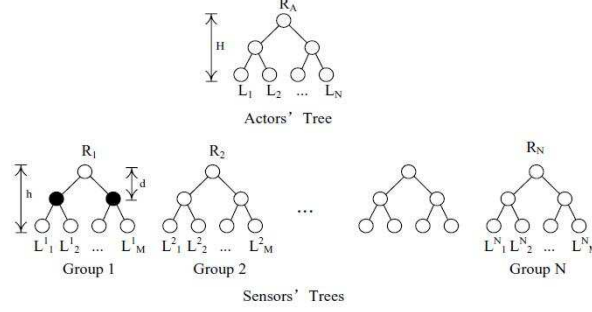 R_A
H
L_1 L_2 ... L_N
Actors' Tree
R_1 R_2 R_N
h d
...
L^1_1 L^1_2 ... L^1_M L^2_1 L^2_2 ... L^2_M L^N_1 L^N_2 ... L^N_M
Group 1 Group 2 Group N
Sensors' Trees